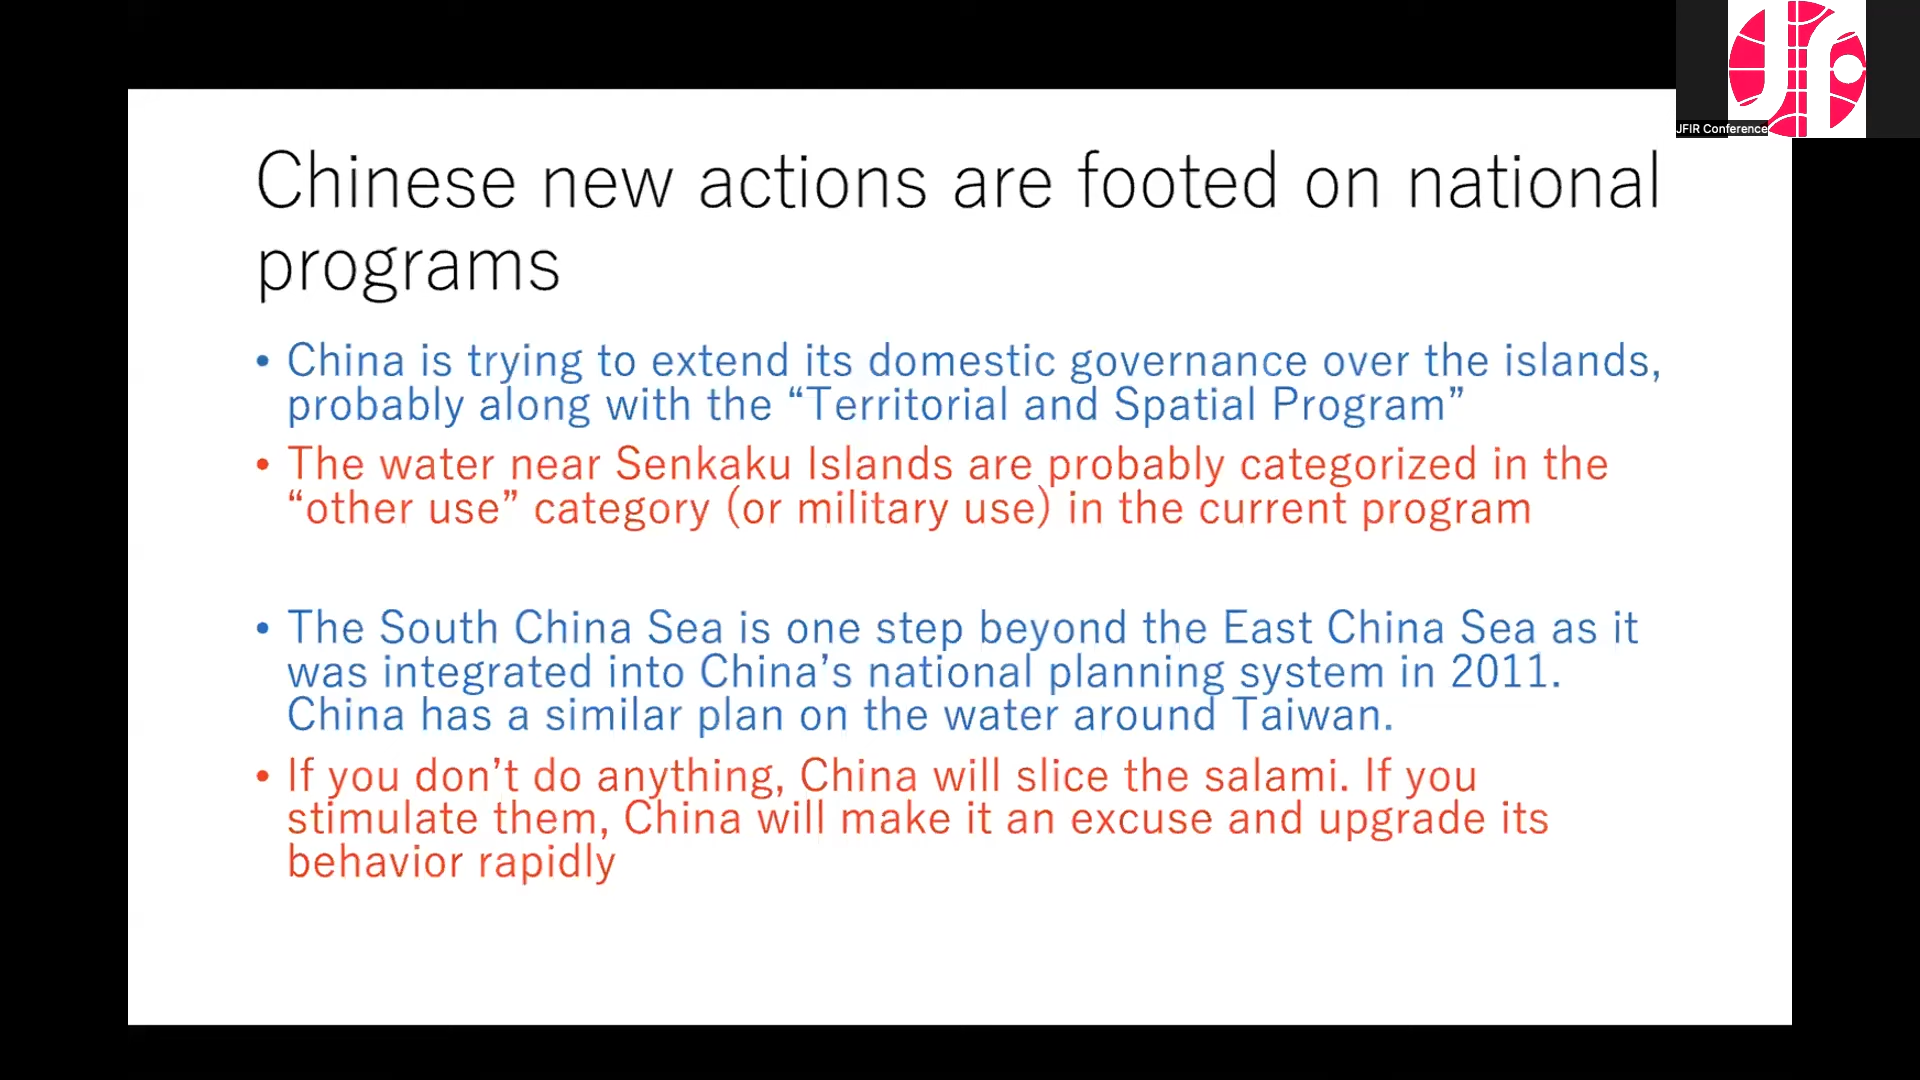 JFIR Conference
Chinese new actions are footed on national
programs
• China is trying to extend its domestic governance over the islands,
probably along with the “Territorial and Spatial Program”
• The water near Senkaku Islands are probably categorized in the
“other use” category (or military use) in the current program
• The South China Sea is one step beyond the East China Sea as it
was integrated into China’s national planning system in 2011.
China has a similar plan on the water around Taiwan.
• If you don’t do anything, China will slice the salami. If you
stimulate them, China will make it an excuse and upgrade its
behavior rapidly